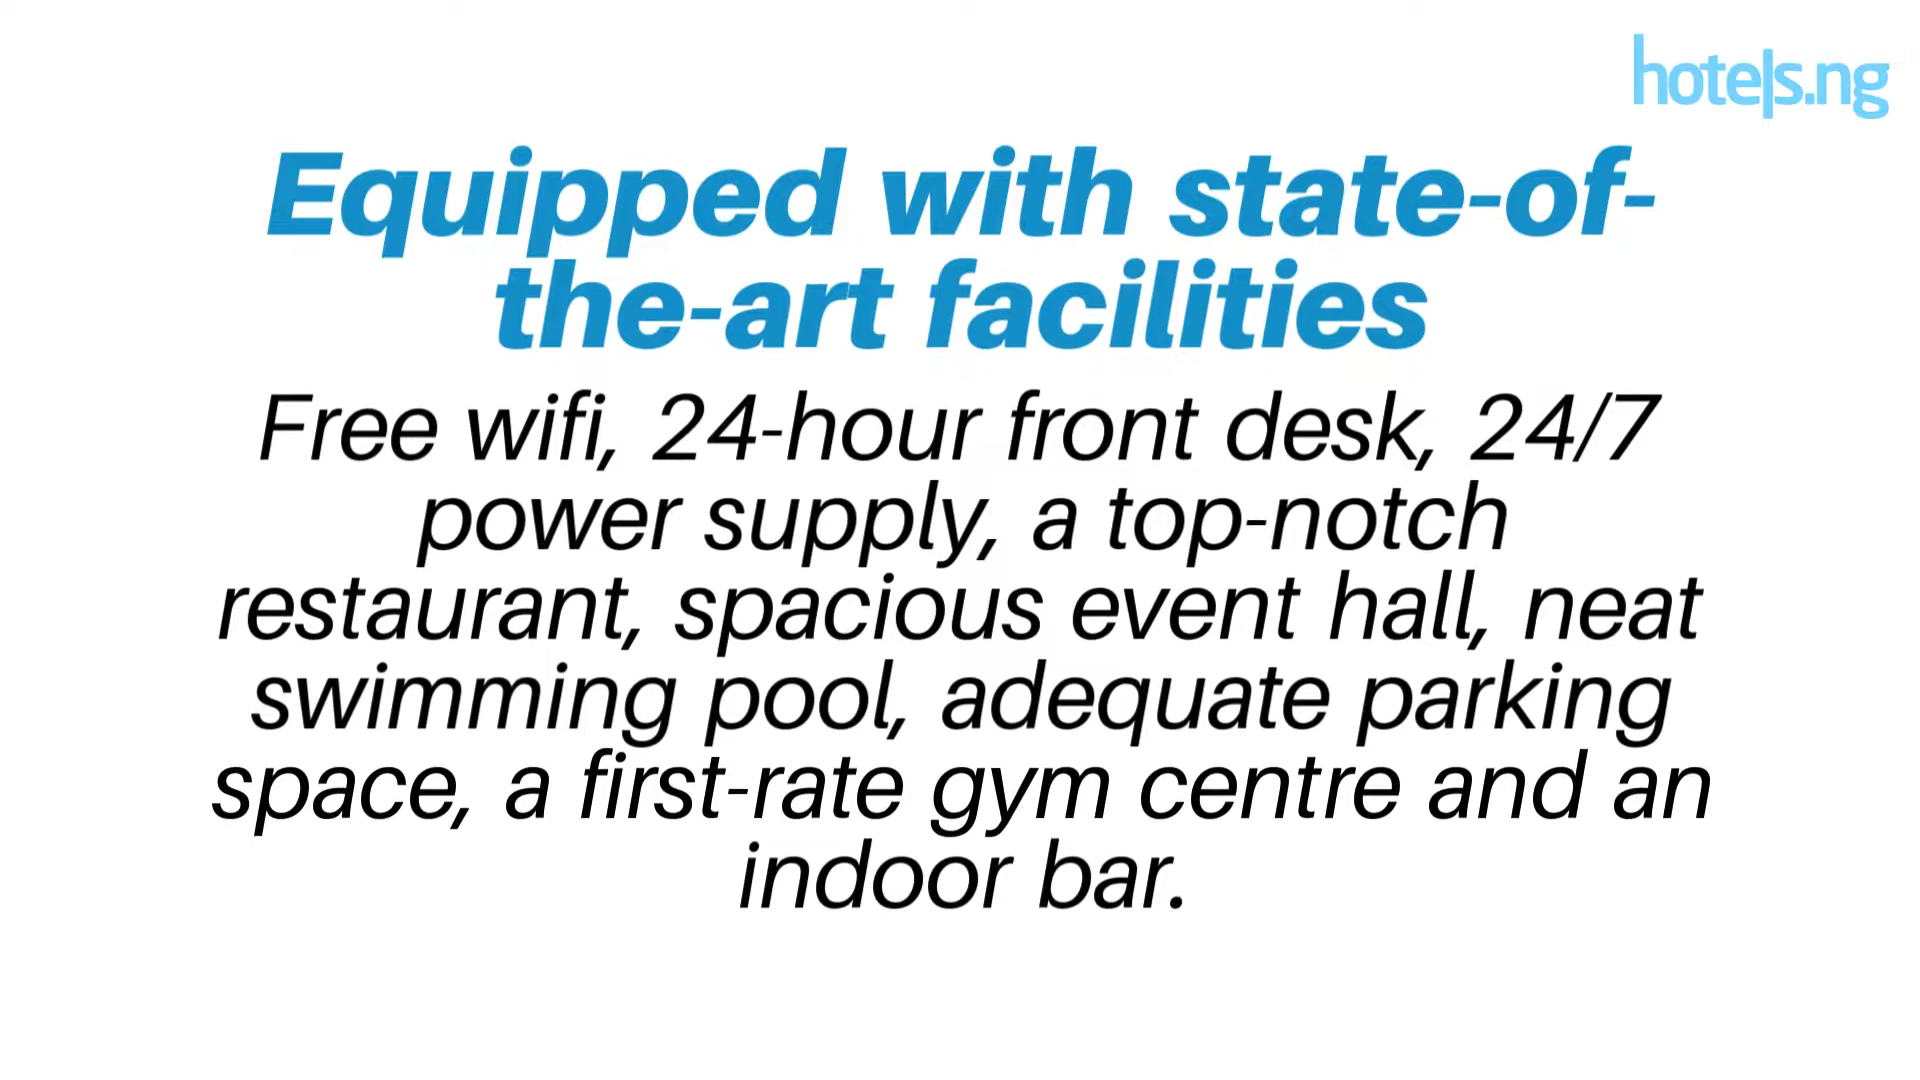 hotels.ng
Equipped with state-of-
the-art facilities
Free wifi, 24-hour front desk, 24/7
power supply, a top-notch
restaurant, spacious event hall, neat
swimming pool, adequate parking
space, a first-rate gym centre and an
indoor bar.